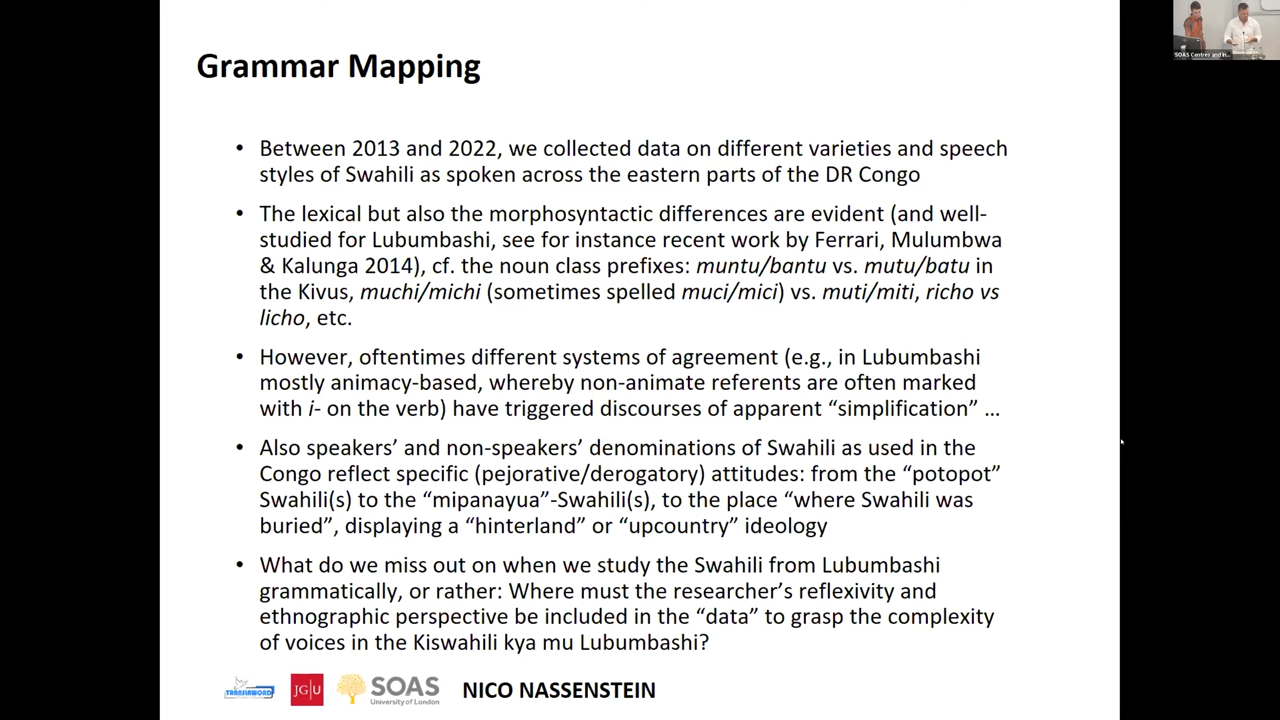 SOAS Centres and In...
Grammar Mapping
• Between 2013 and 2022, we collected data on different varieties and speech
styles of Swahili as spoken across the eastern parts of the DR Congo
• The lexical but also the morphosyntactic differences are evident (and well-
studied for Lubumbashi, see for instance recent work by Ferrari, Mulumbwa
& Kalunga 2014), cf. the noun class prefixes: muntu/bantu vs. mutu/batu in
the Kivus, muchi/michi (sometimes spelled muci/mici) vs. muti/miti, richo vs
licho, etc.
• However, oftentimes different systems of agreement (e.g., in Lubumbashi
mostly animacy-based, whereby non-animate referents are often marked
with i- on the verb) have triggered discourses of apparent “simplification” …
• Also speakers’ and non-speakers’ denominations of Swahili as used in the
Congo reflect specific (pejorative/derogatory) attitudes: from the “potopot”
Swahili(s) to the “mipanayua”-Swahili(s), to the place “where Swahili was
buried”, displaying a “hinterland” or “upcountry” ideology
• What do we miss out on when we study the Swahili from Lubumbashi
grammatically, or rather: Where must the researcher’s reflexivity and
ethnographic perspective be included in the “data” to grasp the complexity
of voices in the Kiswahili kya mu Lubumbashi?
JG|U
SOAS
University of London
NICO NASSENSTEIN